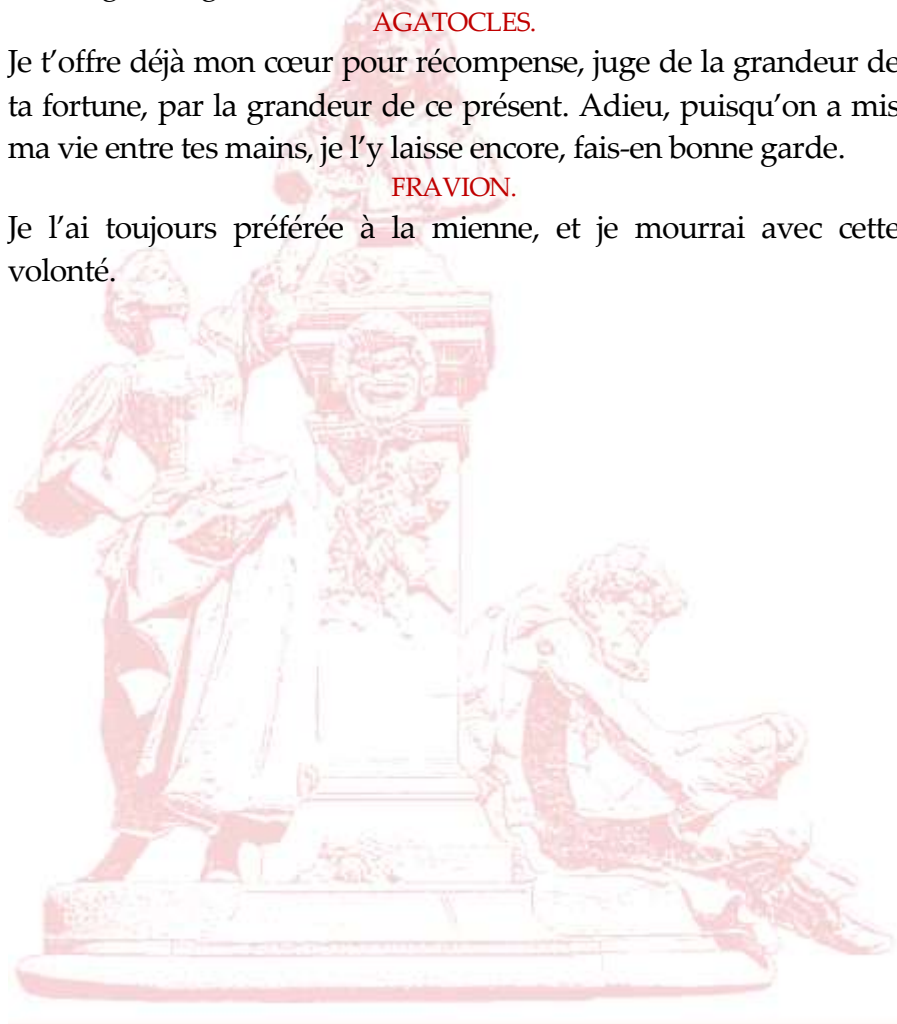 AGATOCLES.
Je t’offre déjà mon cœur pour récompense, juge de la grandeur de
ta fortune, par la grandeur de ce présent. Adieu, puisqu’on a mis
ma vie entre tes mains, je l’y laisse encore, fais-en bonne garde.
FRAVION.
Je l’ai toujours préférée à la mienne, et je mourrai avec cette
volonté.